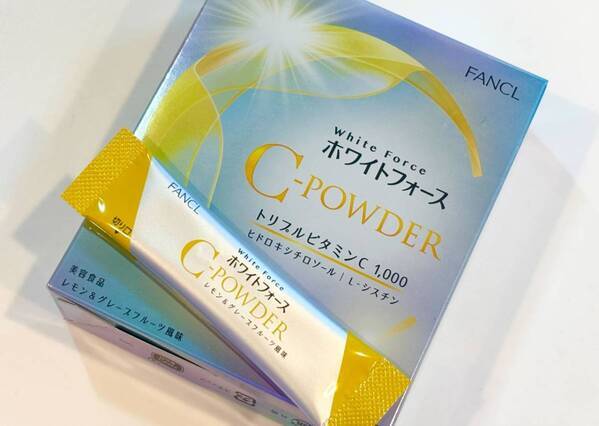 FANCL
White Force
ホワイトフォース
C-POWDER
トリプルビタミンC 1,000
ヒドロキシチロソール | L-シスチン
美容食品
レモン&グレープフルーツ風味
切り口
FANCL
White Force
ホワイトフォース
C-POWDER
レモン&グレープフルーツ風味